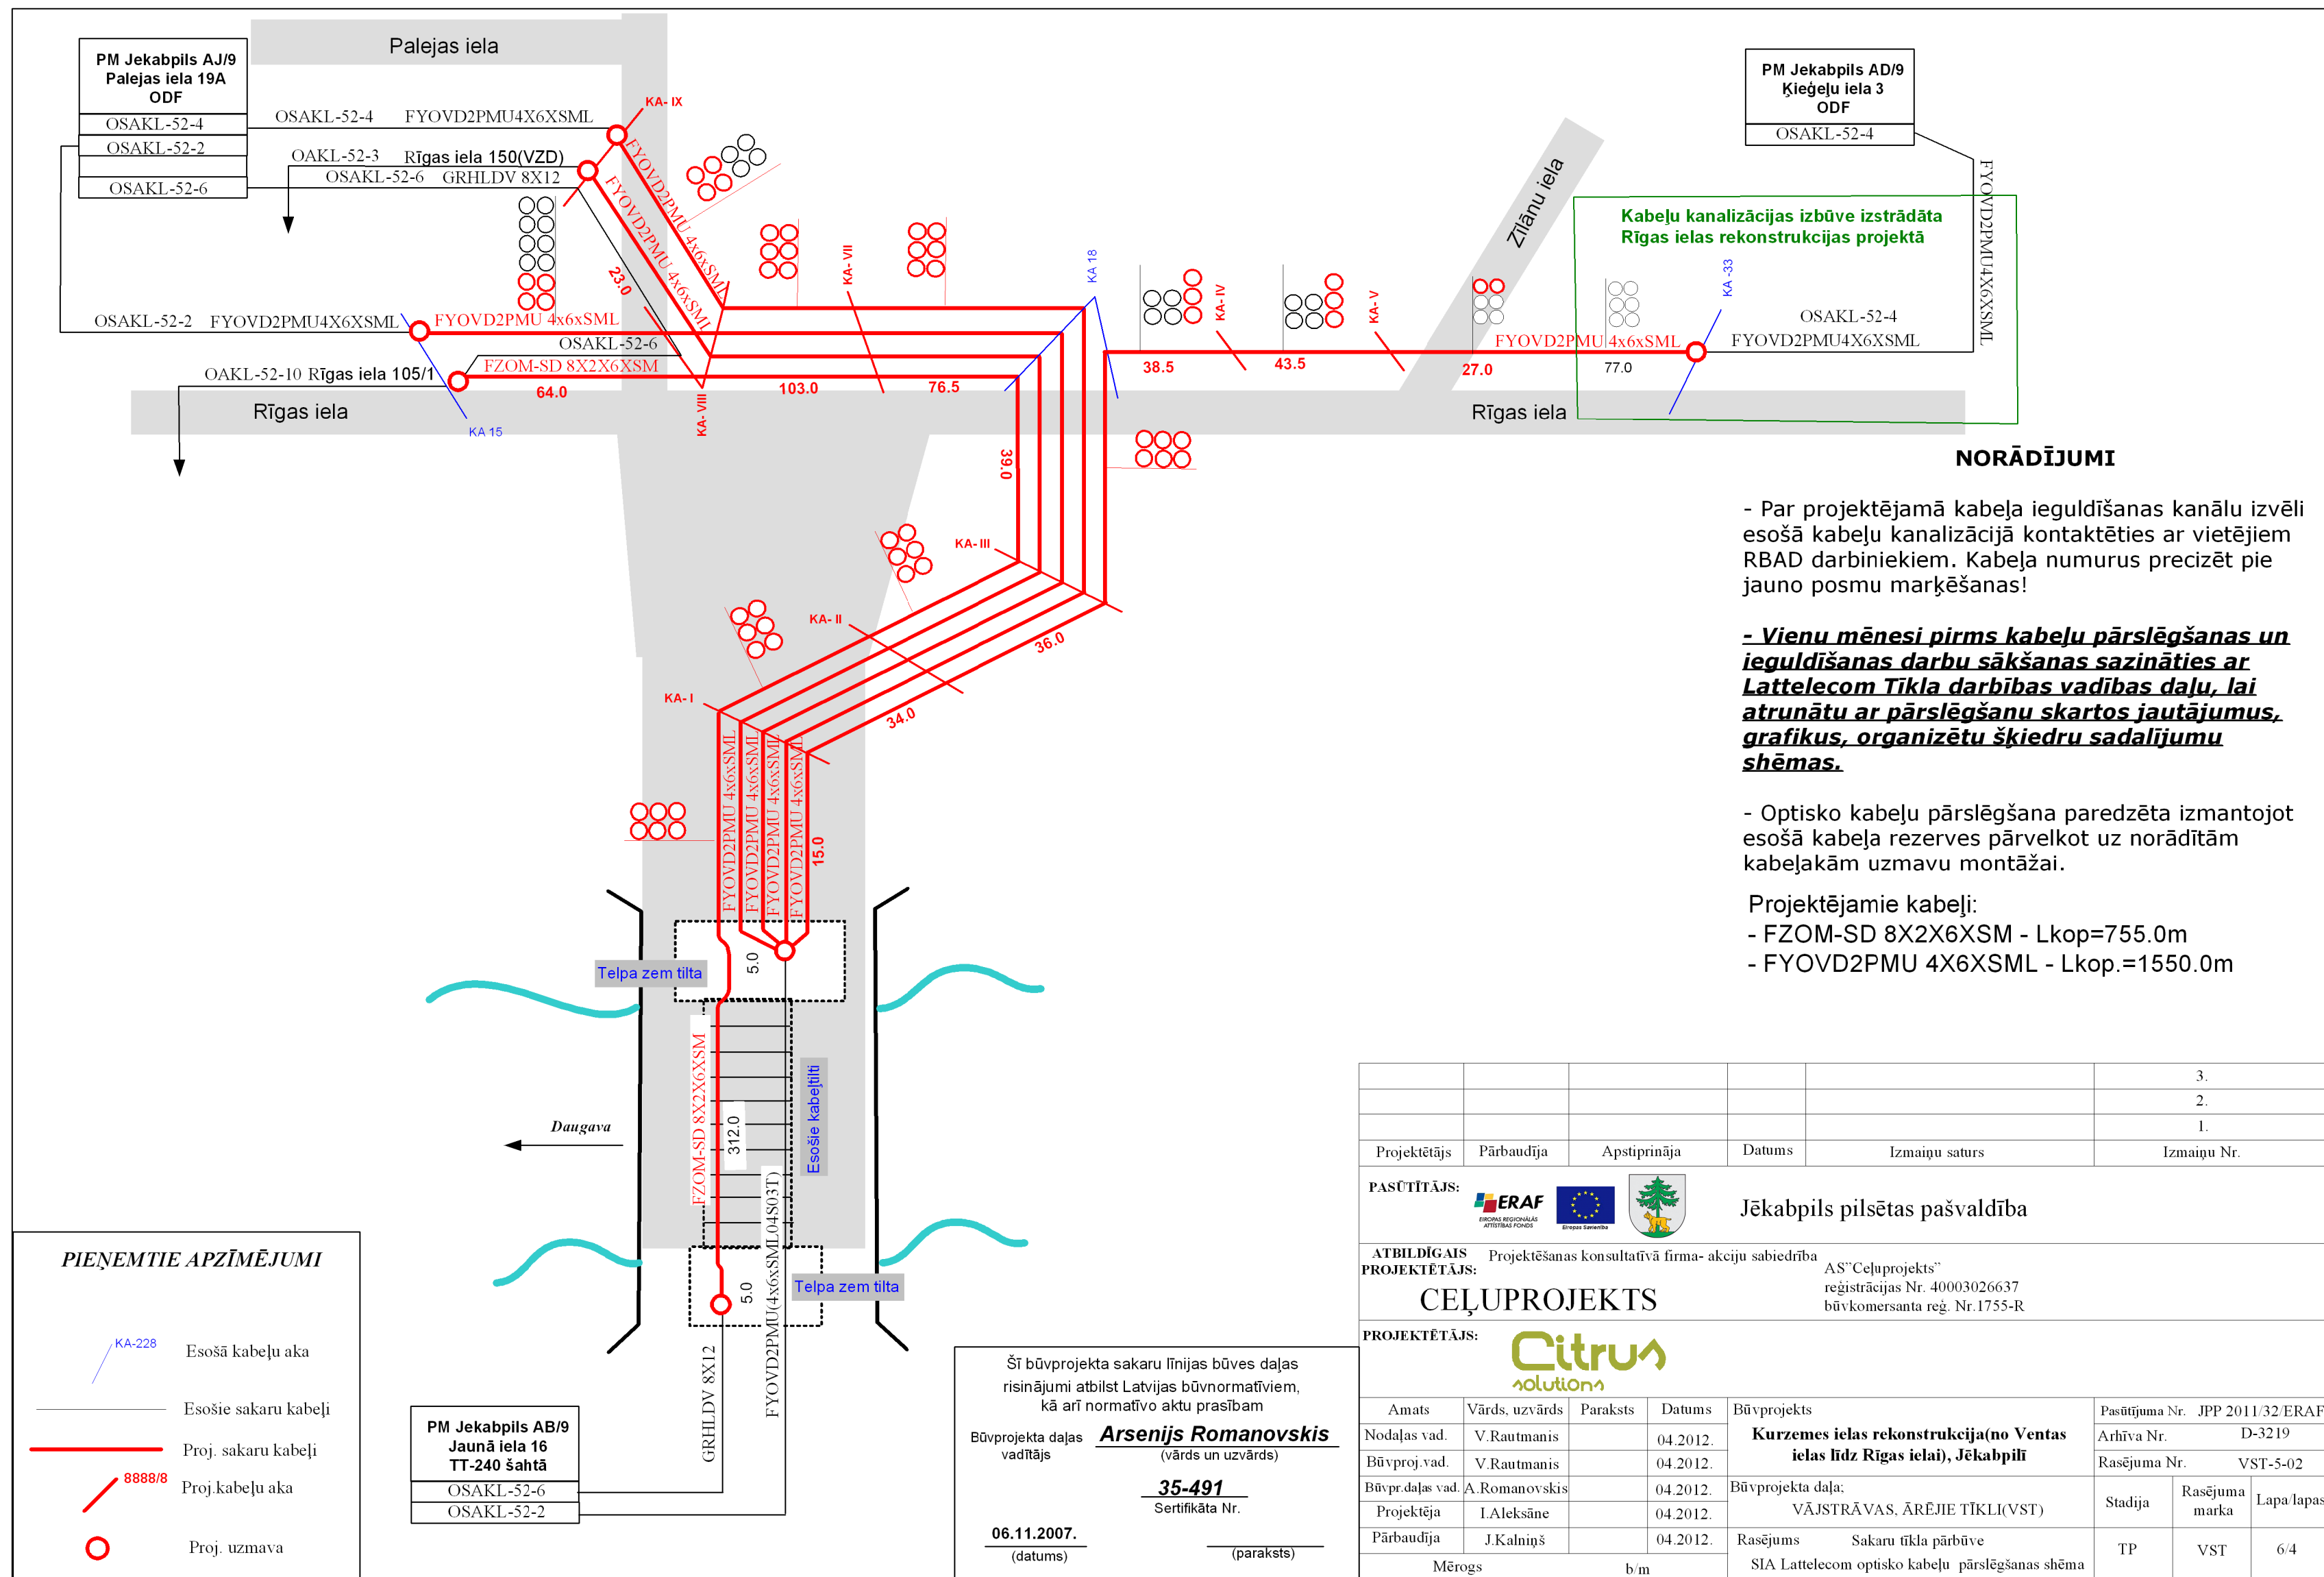 Palejas iela
PM Jekabpils AJ/9
Palejas iela 19A
ODF
OSAKL-52-4
OSAKL-52-2
OSAKL-52-6
OSAKL-52-4 FYOVD2PMU4X6XSML
OAKL-52-3 Rīgas iela 150(VZD)
OSAKL-52-6 GRHLDV 8X12
KA- IX
FYOVD2PMU 4x6xSML
FYOVD2PMU 4x6xSML
23.0
OSAKL-52-2 FYOVD2PMU4X6XSML
FYOVD2PMU 4x6xSML
OSAKL-52-6
FZOM-SD 8X2X6XSM
OAKL-52-10 Rīgas iela 105/1
64.0
103.0
76.5
KA- VII
KA- VIII
KA 18
KA 15
Rīgas iela
PM Jekabpils AD/9
Ķieģeļu iela 3
ODF
OSAKL-52-4
FYOVD2PMU4X6XSML
Zīlānu iela
Kabeļu kanalizācijas izbūve izstrādāta
Rīgas ielas rekonstrukcijas projektā
KA -33
OSAKL-52-4
FYOVD2PMU4X6XSML
FYOVD2PMU 4x6xSML
KA- IV
KA- V
38.5
43.5
27.0
77.0
Rīgas iela
39.0
KA- III
KA- II
36.0
KA- I
34.0
FYOVD2PMU 4x6xSML
FYOVD2PMU 4x6xSML
FYOVD2PMU 4x6xSML
FYOVD2PMU 4x6xSML
15.0
Telpa zem tilta
5.0
FZOM-SD 8X2X6XSM
312.0
Esošie kabeļtilti
Daugava
FYOVD2PMU(4x6xSML04S03T)
5.0
Telpa zem tilta
GRHLDV 8X12
PM Jekabpils AB/9
Jaunā iela 16
TT-240 šahtā
OSAKL-52-6
OSAKL-52-2
NORĀDĪJUMI
- Par projektējamā kabeļa ieguldīšanas kanālu izvēli
esošā kabeļu kanalizācijā kontaktēties ar vietējiem
RBAD darbiniekiem. Kabeļa numurus precizēt pie
jauno posmu marķēšanas!
- Vienu mēnesi pirms kabeļu pārslēgšanas un
ieguldīšanas darbu sākšanas sazināties ar
Lattelecom Tīkla darbības vadības daļu, lai
atrunātu ar pārslēgšanu skartos jautājumus,
grafikus, organizētu šķiedru sadalījumu
shēmas.
- Optisko kabeļu pārslēgšana paredzēta izmantojot
esošā kabeļa rezerves pārvelkot uz norādītām
kabeļakām uzmavu montāžai.
Projektējamie kabeļi:
- FZOM-SD 8X2X6XSM - Lkop=755.0m
- FYOVD2PMU 4X6XSML - Lkop.=1550.0m
PIEŅEMTIE APZĪMĒJUMI
KA-228 Esošā kabeļu aka
Esošie sakaru kabeļi
Proj. sakaru kabeļi
8888/8 Proj.kabeļu aka
Proj. uzmava
Šī būvprojekta sakaru līnijas būves daļas
risinājumi atbilst Latvijas būvnormatīviem,
kā arī normatīvo aktu prasībam
Būvprojekta daļas vadītājs Arsenijs Romanovskis
(vārds un uzvārds)
35-491
Sertifikāta Nr.
06.11.2007.
(datums) (paraksts)
3.
2.
1.
Projektētājs Pārbaudīja Apstiprināja Datums Izmaiņu saturs Izmaiņu Nr.
PASŪTĪTĀJS:
ERAF
EIROPAS REGIONĀLĀS
ATTĪSTĪBAS FONDS
Eiropas Savienība
Jēkabpils pilsētas pašvaldība
ATBILDĪGAIS
PROJEKTĒTĀJS:
Projektēšanas konsultatīvā firma- akciju sabiedrība
CEĻUPROJEKTS
AS"Ceļuprojekts"
reģistrācijas Nr. 40003026637
būvkomersanta reģ. Nr.1755-R
PROJEKTĒTĀJS:
Citrus
solutions
Amats Vārds, uzvārds Paraksts Datums
Nodaļas vad. V.Rautmanis 04.2012.
Būvproj.vad. V.Rautmanis 04.2012.
Būvpr.daļas vad. A.Romanovskis 04.2012.
Projektēja I.Aleksāne 04.2012.
Pārbaudīja J.Kalniņš 04.2012.
Mērogs b/m
Būvprojekts
Kurzemes ielas rekonstrukcija(no Ventas
ielas līdz Rīgas ielai), Jēkabpilī
Būvprojekta daļa;
VĀJSTRĀVAS, ĀRĒJIE TĪKLI(VST)
Rasējums Sakaru tīkla pārbūve
SIA Lattelecom optisko kabeļu pārslēgšanas shēma
Pasūtījuma Nr. JPP 2011/32/ERAF
Arhīva Nr. D-3219
Rasējuma Nr. VST-5-02
Stadija Rasējuma marka Lapa/lapas
TP VST 6/4